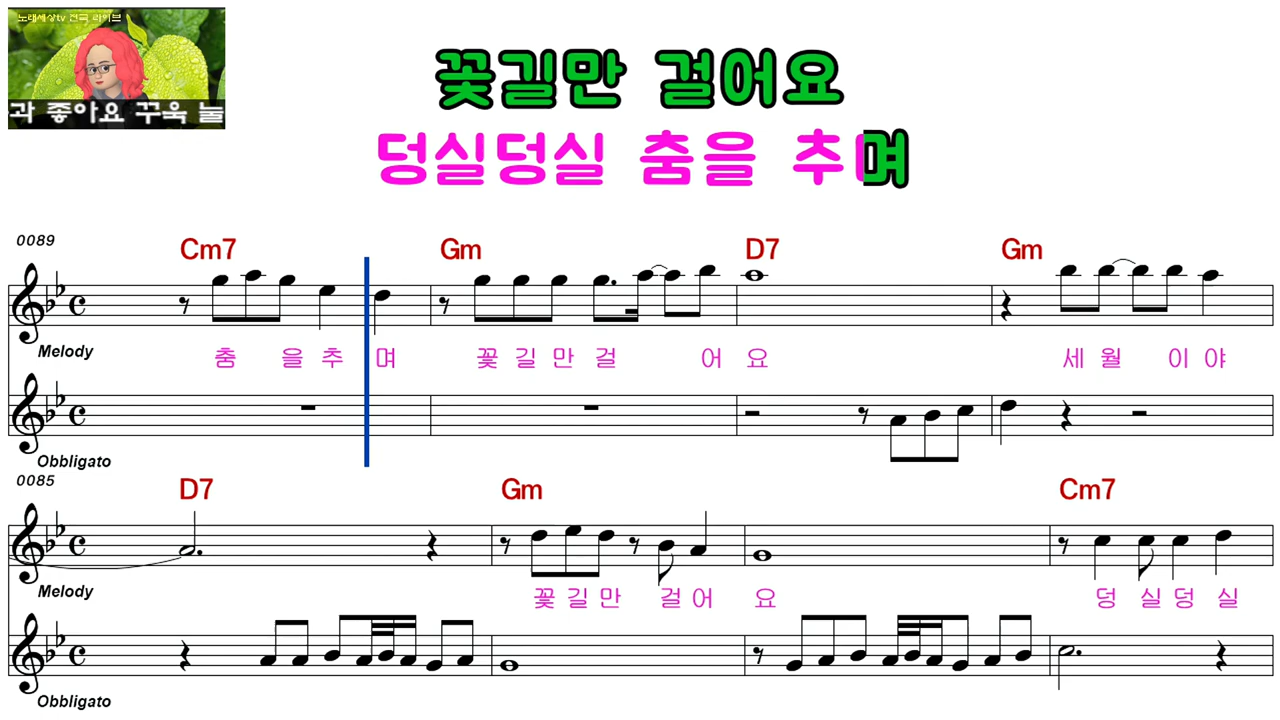 노래세상tv 전국 라이브
과 좋아요 꾸욱 눌
꽃길만 걸어요
덩실덩실 춤을 추며
0089
Cm7 Gm D7 Gm
Melody
춤 을 추 며 꽃 길 만 걸 어 요 세 월 이 야
Obbligato
0085
D7 Gm Cm7
Melody
꽃 길 만 걸 어 요 덩 실 덩 실
Obbligato